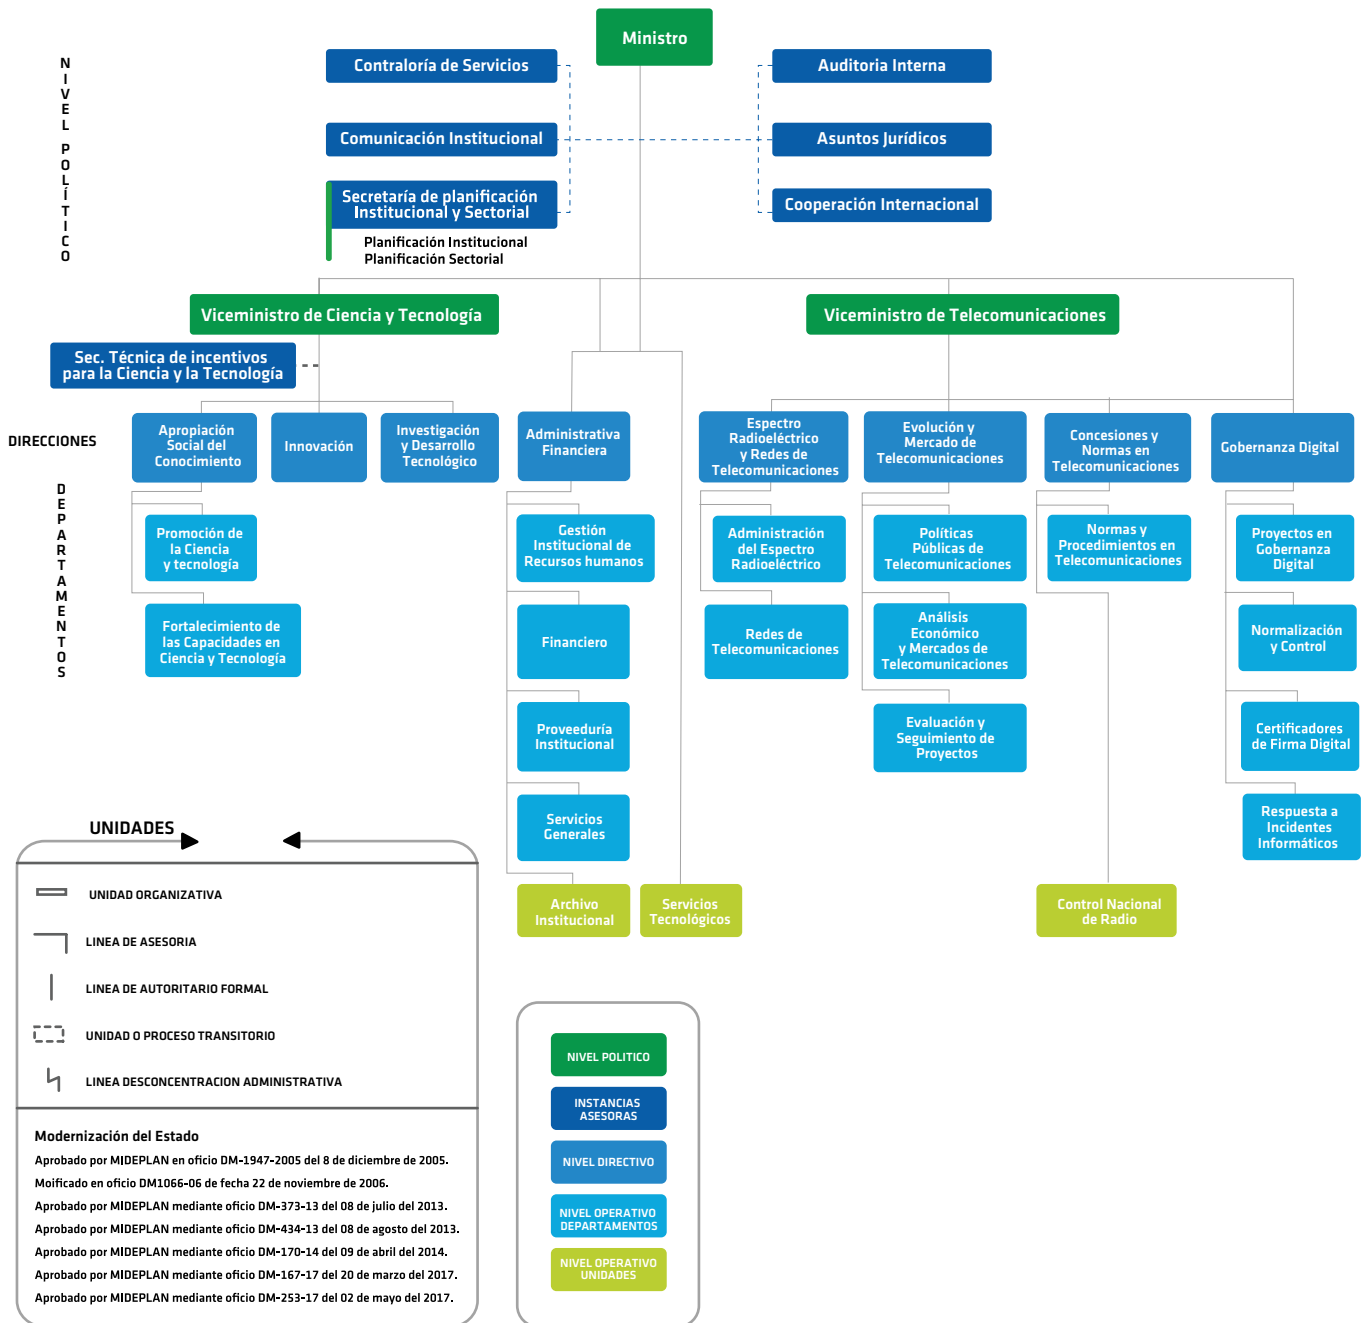 Ministro
NIVEL POLÍTICO
Contraloría de Servicios
Auditoria Interna
Comunicación Institucional
Asuntos Jurídicos
Secretaría de planificación
Institucional y Sectorial
Cooperación Internacional
Planificación Institucional
Planificación Sectorial
Viceministro de Ciencia y Tecnología
Viceministro de Telecomunicaciones
Sec. Técnica de incentivos
para la Ciencia y la Tecnología
DIRECCIONES
Apropiación
Social del
Conocimiento
Innovación
Investigación
y Desarrollo
Tecnológico
Administrativa
Financiera
Espectro
Radioeléctrico
y Redes de
Telecomunicaciones
Evolución y
Mercado de
Telecomunicaciones
Concesiones y
Normas en
Telecomunicaciones
Gobernanza Digital
DEPARTAMENTOS
Promoción de
la Ciencia
y tecnología
Gestión
Institucional de
Recursos humanos
Administración
del Espectro
Radioeléctrico
Políticas
Públicas de
Telecomunicaciones
Normas y
Procedimientos en
Telecomunicaciones
Proyectos en
Gobernanza
Digital
Fortalecimiento de
las Capacidades en
Ciencia y Tecnología
Financiero
Redes de
Telecomunicaciones
Análisis
Económico
y Mercados de
Telecomunicaciones
Normalización
y Control
Proveeduría
Institucional
Evaluación y
Seguimiento de
Proyectos
Certificadores
de Firma Digital
Servicios
Generales
Respuesta a
Incidentes
Informáticos
Archivo
Institucional
Servicios
Tecnológicos
Control Nacional
de Radio
UNIDADES
UNIDAD ORGANIZATIVA
LINEA DE ASESORIA
LINEA DE AUTORITARIO FORMAL
UNIDAD O PROCESO TRANSITORIO
LINEA DESCONCENTRACION ADMINISTRATIVA
Modernización del Estado
Aprobado por MIDEPLAN en oficio DM-1947-2005 del 8 de diciembre de 2005.
Moificado en oficio DM1066-06 de fecha 22 de noviembre de 2006.
Aprobado por MIDEPLAN mediante oficio DM-373-13 del 08 de julio del 2013.
Aprobado por MIDEPLAN mediante oficio DM-434-13 del 08 de agosto del 2013.
Aprobado por MIDEPLAN mediante oficio DM-170-14 del 09 de abril del 2014.
Aprobado por MIDEPLAN mediante oficio DM-167-17 del 20 de marzo del 2017.
Aprobado por MIDEPLAN mediante oficio DM-253-17 del 02 de mayo del 2017.
NIVEL POLITICO
INSTANCIAS
ASESORAS
NIVEL DIRECTIVO
NIVEL OPERATIVO
DEPARTAMENTOS
NIVEL OPERATIVO
UNIDADES